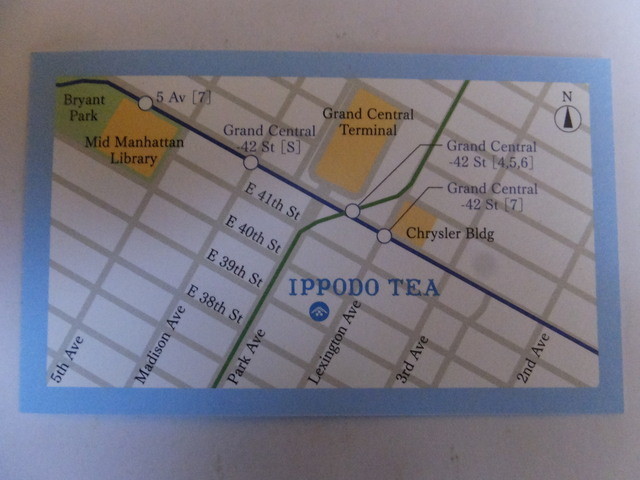 Bryant
Park
5 Av [7]
Mid Manhattan
Library
Grand Central
-42 St [S]
Grand Central
Terminal
N
Grand Central
-42 St [4,5,6]
Grand Central
-42 St [7]
Chrysler Bldg
E 41th St
E 40th St
E 39th St
E 38th St
IPPODO TEA
5th Ave
Madison Ave
Park Ave
Lexington Ave
3rd Ave
2nd Ave